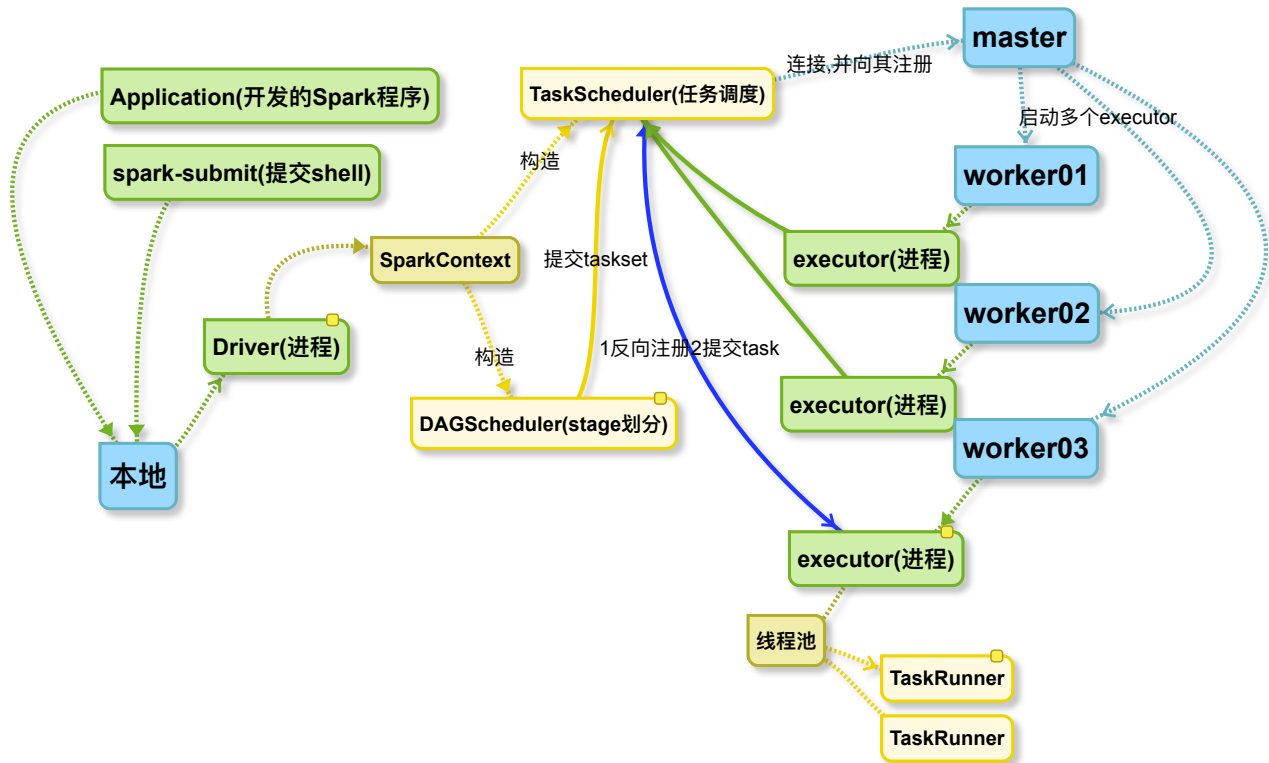 master
连接,并向其注册
Application(开发的Spark程序)
TaskScheduler(任务调度)
启动多个executor
spark-submit(提交shell)
构造
worker01
SparkContext
提交taskset
executor(进程)
worker02
Driver(进程)
构造
1反向注册2提交task
executor(进程)
DAGScheduler(stage划分)
worker03
本地
executor(进程)
线程池
TaskRunner
TaskRunner